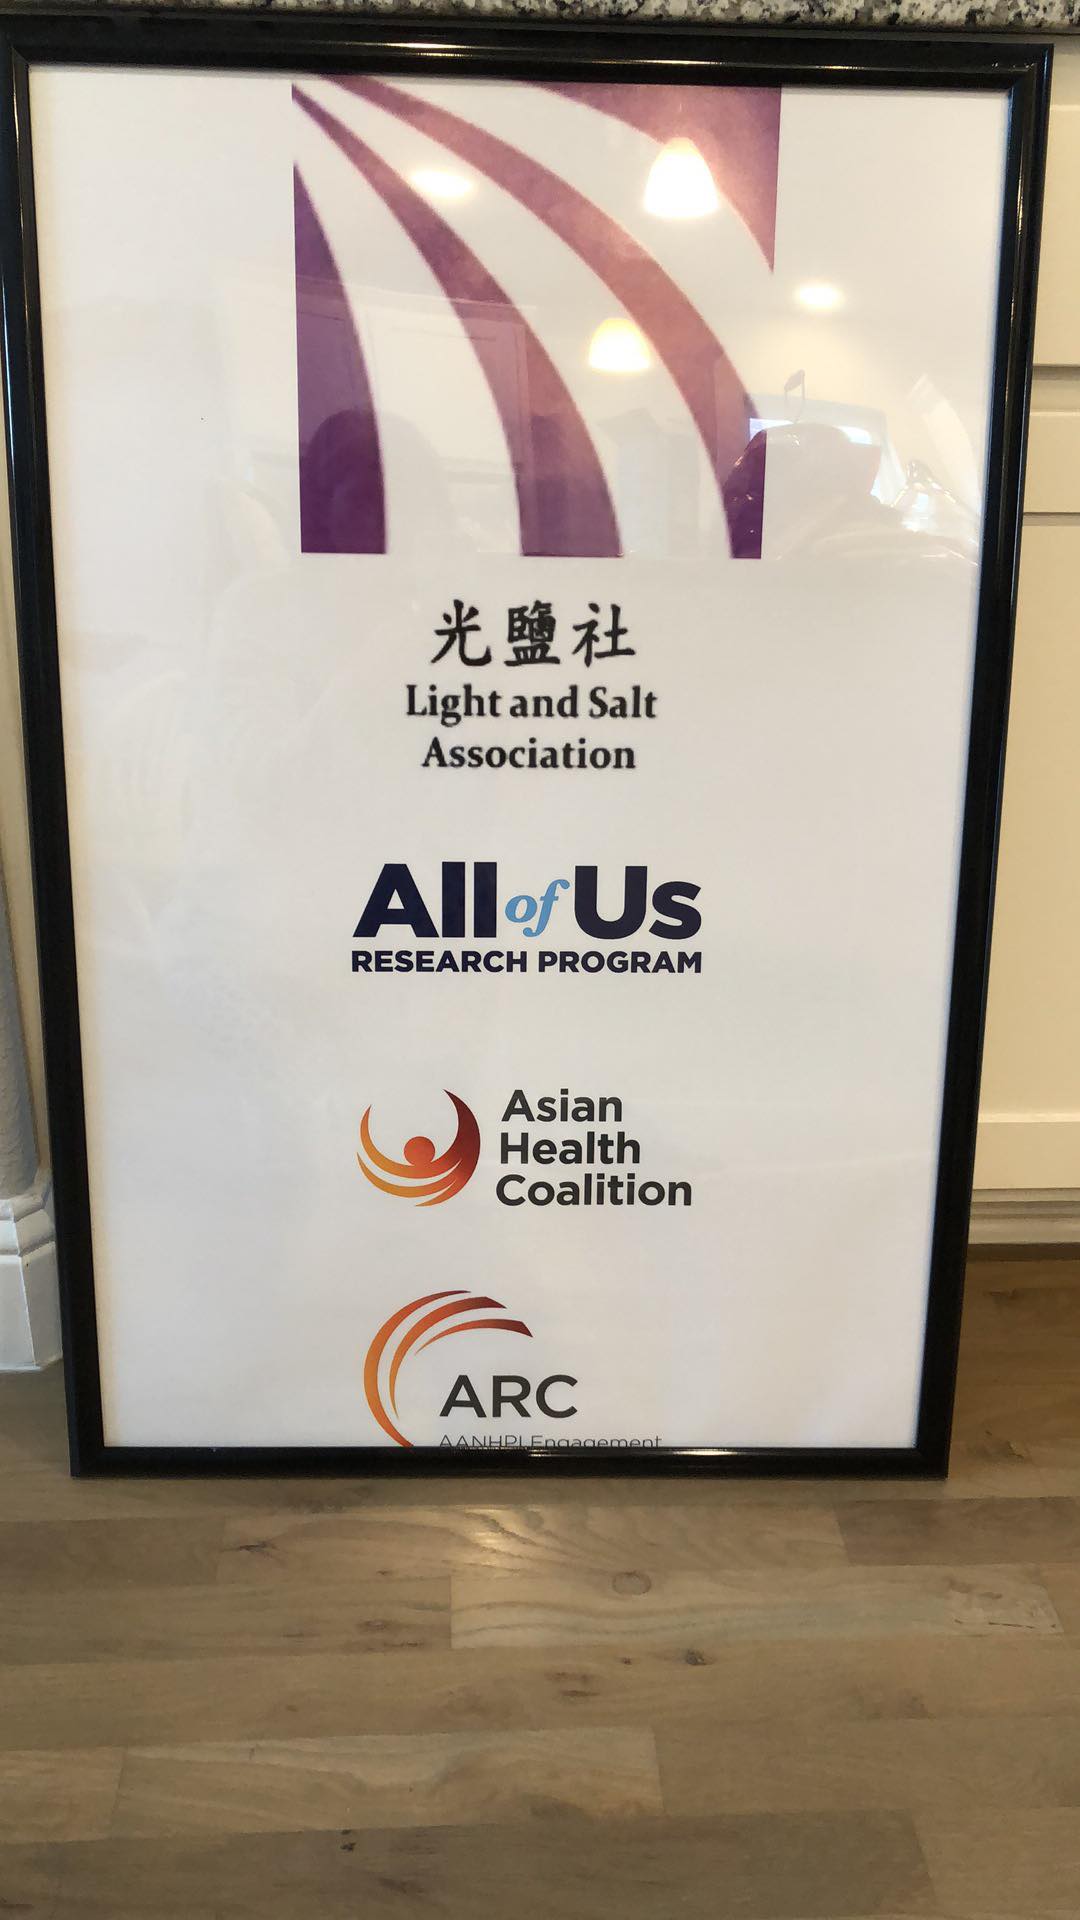 光鹽社
Light and Salt
Association
All of Us
RESEARCH PROGRAM
Asian
Health
Coalition
ARC
AANHPI Engagement